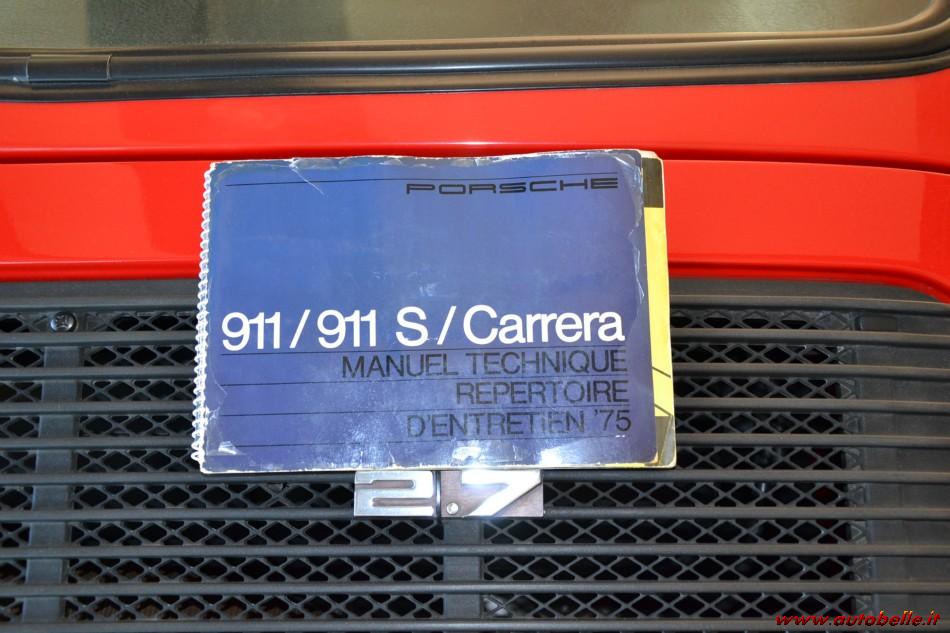 PORSCHE
911/911 S/Carrera
MANUEL TECHNIQUE
REPERTOIRE
D'ENTRETIEN '75
2.7
www.autobelle.it